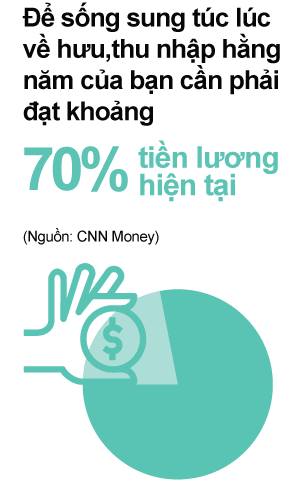 Để sống sung túc lúc
về hưu,thu nhập hằng
năm của bạn cần phải
đạt khoảng
70% tiền lương
hiện tại
(Nguồn: CNN Money)
$